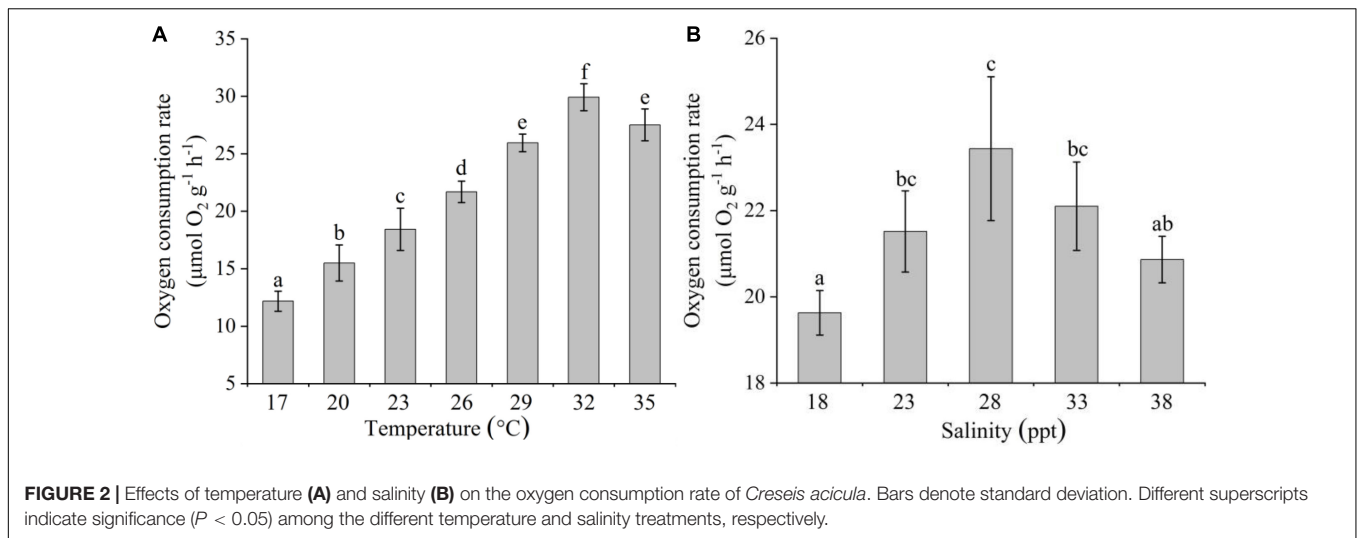 A
35
30
25
20
15
10
5
Oxygen consumption rate
(μmol O2 g-1 h-1)
a
b
c
d
e
f
e
17 20 23 26 29 32 35
Temperature (°C)
B
26
24
22
20
18
Oxygen consumption rate
(μmol O2 g-1 h-1)
a
bc
c
bc
ab
18 23 28 33 38
Salinity (ppt)
FIGURE 2 | Effects of temperature (A) and salinity (B) on the oxygen consumption rate of Creseis acicula. Bars denote standard deviation. Different superscripts
indicate significance (P < 0.05) among the different temperature and salinity treatments, respectively.